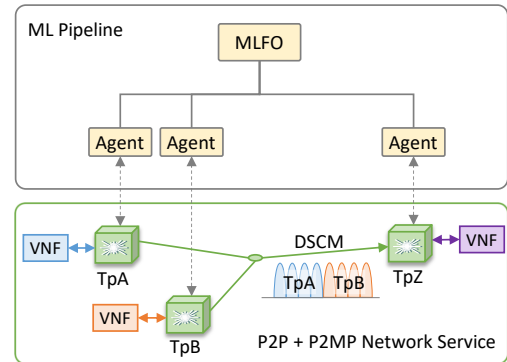 ML Pipeline
MLFO
Agent
Agent
Agent
VNF
TpA
DSCM
TpZ
VNF
TpA
TpB
VNF
TpB
P2P + P2MP Network Service